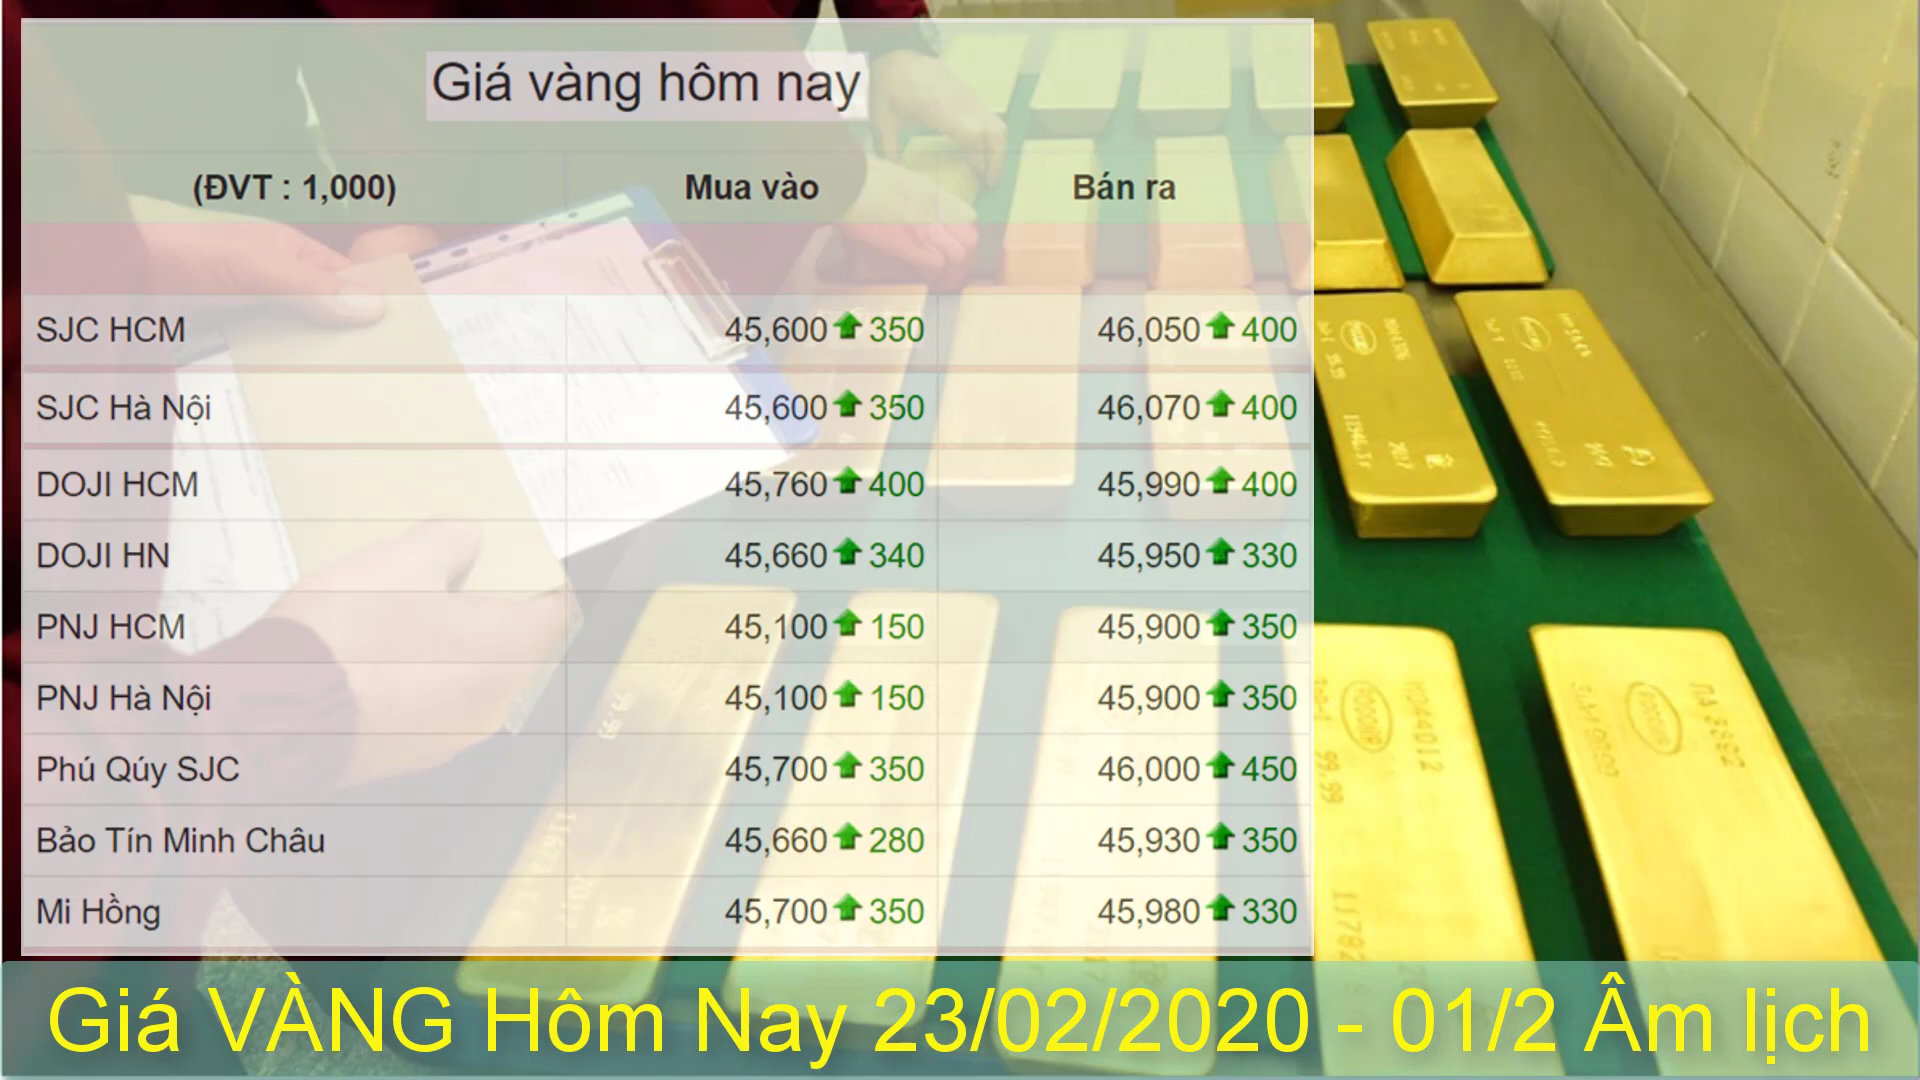 Giá vàng hôm nay
(ĐVT : 1,000) Mua vào Bán ra
SJC HCM 45,600 350 46,050 400
SJC Hà Nội 45,600 350 46,070 400
DOJI HCM 45,760 400 45,990 400
DOJI HN 45,660 340 45,950 330
PNJ HCM 45,100 150 45,900 350
PNJ Hà Nội 45,100 150 45,900 350
Phú Qúy SJC 45,700 350 46,000 450
Bảo Tín Minh Châu 45,660 280 45,930 350
Mi Hồng 45,700 350 45,980 330
Giá VÀNG Hôm Nay 23/02/2020 - 01/2 Âm lịch